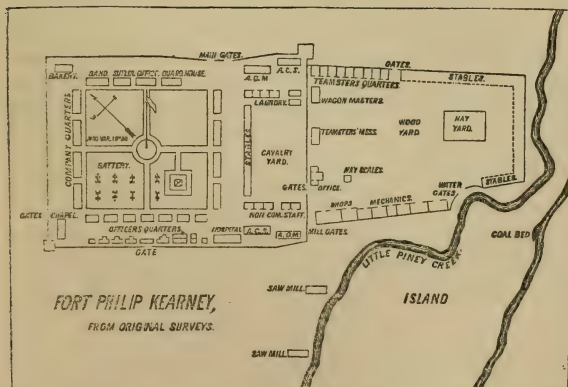 MAIN GATES.
A.C.S.
GATES.
BAKERY.
BAND. SUTLER. OFFICE. GUARD HOUSE.
A.Q.M
STABLES.
TEAMSTERS QUARTERS.
WAGON MASTERS.
LAUNDRY.
COMPANY QUARTERS
HAY
YARD.
WOOD
YARD
TEAMSTERS' MESS.
STABLES
CAVALRY
YARD.
BATTERY.
HAY SCALES.
GATES.
OFFICE.
WATER
GATES.
STABLES.
SHOPS
MECHANICS.
NON COM. STAFF.
GATES
CHAPEL.
OFFICERS QUARTERS.
HOSPITAL
A.C.S.
A.Q.M.
MILL GATES.
GATE
COAL BED
LITTLE PINEY CREEK.
FORT PHILIP KEARNEY,
FROM ORIGINAL SURVEYS.
SAW MILL.
ISLAND
SAW MILL.